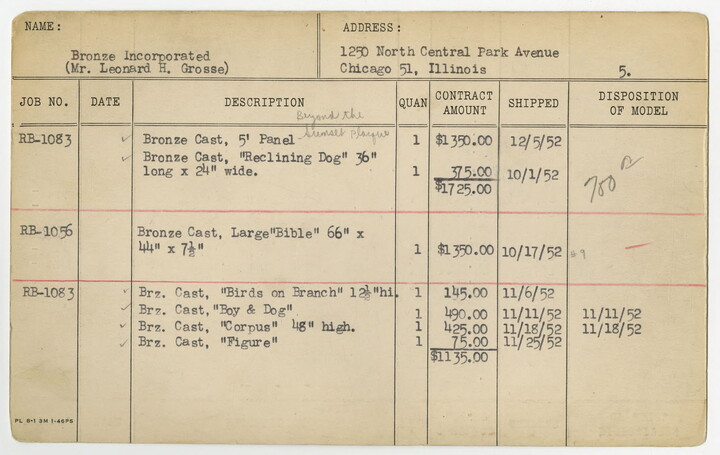 NAME:
Bronze Incorporated
(Mr. Leonard H. Grosse)
ADDRESS:
1250 North Central Park Avenue
Chicago 51, Illinois 5.
JOB NO. DATE DESCRIPTION QUAN CONTRACT AMOUNT SHIPPED DISPOSITION OF MODEL
Beyond the
Sunset plaque
RB-1083 Bronze Cast, 5' Panel 1 $1350.00 12/5/52
Bronze Cast, "Reclining Dog" 36"
long x 24" wide. 1 375.00 10/1/52
$1725.00
RB-1056 Bronze Cast, Large"Bible" 66" x
44" x 7½" 1 $1350.00 10/17/52
RB-1083 Brz. Cast, "Birds on Branch" 12½"hi. 1 145.00 11/6/52
Brz. Cast,"Boy & Dog" 1 490.00 11/11/52 11/11/52
Brz. Cast, "Corpus" 48" high. 1 425.00 11/18/52 11/18/52
Brz. Cast, "Figure" 1 75.00 11/25/52
$1135.00